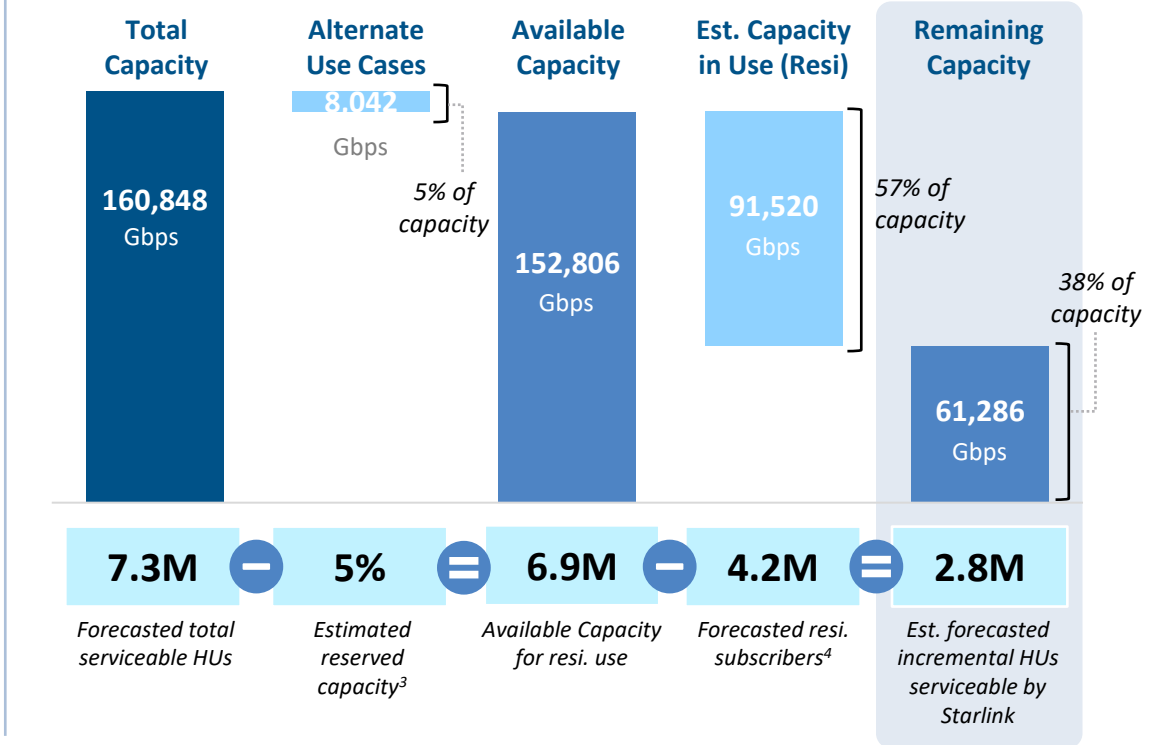 Total
Capacity
Alternate
Use Cases
Available
Capacity
Est. Capacity
in Use (Resi)
Remaining
Capacity
160,848
Gbps
8,042
Gbps
5% of
capacity
152,806
Gbps
91,520
Gbps
57% of
capacity
61,286
Gbps
38% of
capacity
7.3M
−
5%
=
6.9M
−
4.2M
=
2.8M
Forecasted total
serviceable HUs
Estimated
reserved
capacity³
Available Capacity
for resi. use
Forecasted resi.
subscribers⁴
Est. forecasted
incremental HUs
serviceable by
Starlink